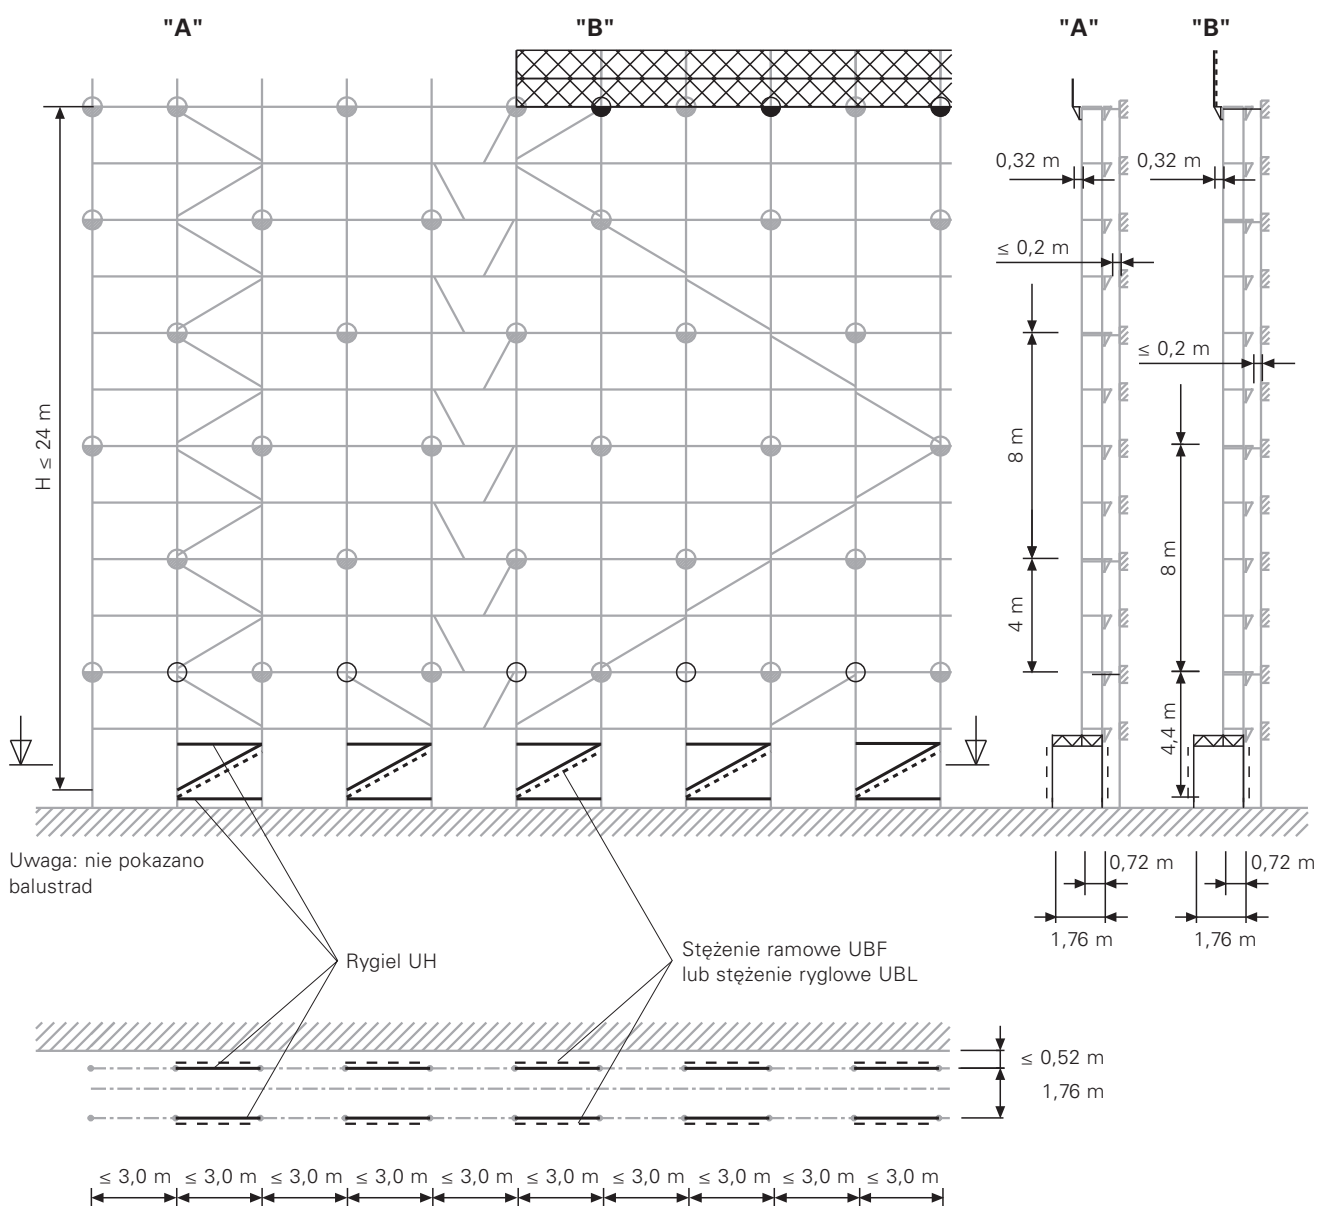 "A"
"B"
"A"
"B"
0,32 m
0,32 m
≤ 0,2 m
≤ 0,2 m
H ≤ 24 m
8 m
8 m
4 m
4,4 m
Uwaga: nie pokazano
balustrad
0,72 m
0,72 m
1,76 m
1,76 m
Rygiel UH
Stężenie ramowe UBF
lub stężenie ryglowe UBL
≤ 0,52 m
1,76 m
≤ 3,0 m ≤ 3,0 m ≤ 3,0 m ≤ 3,0 m ≤ 3,0 m ≤ 3,0 m ≤ 3,0 m ≤ 3,0 m ≤ 3,0 m ≤ 3,0 m